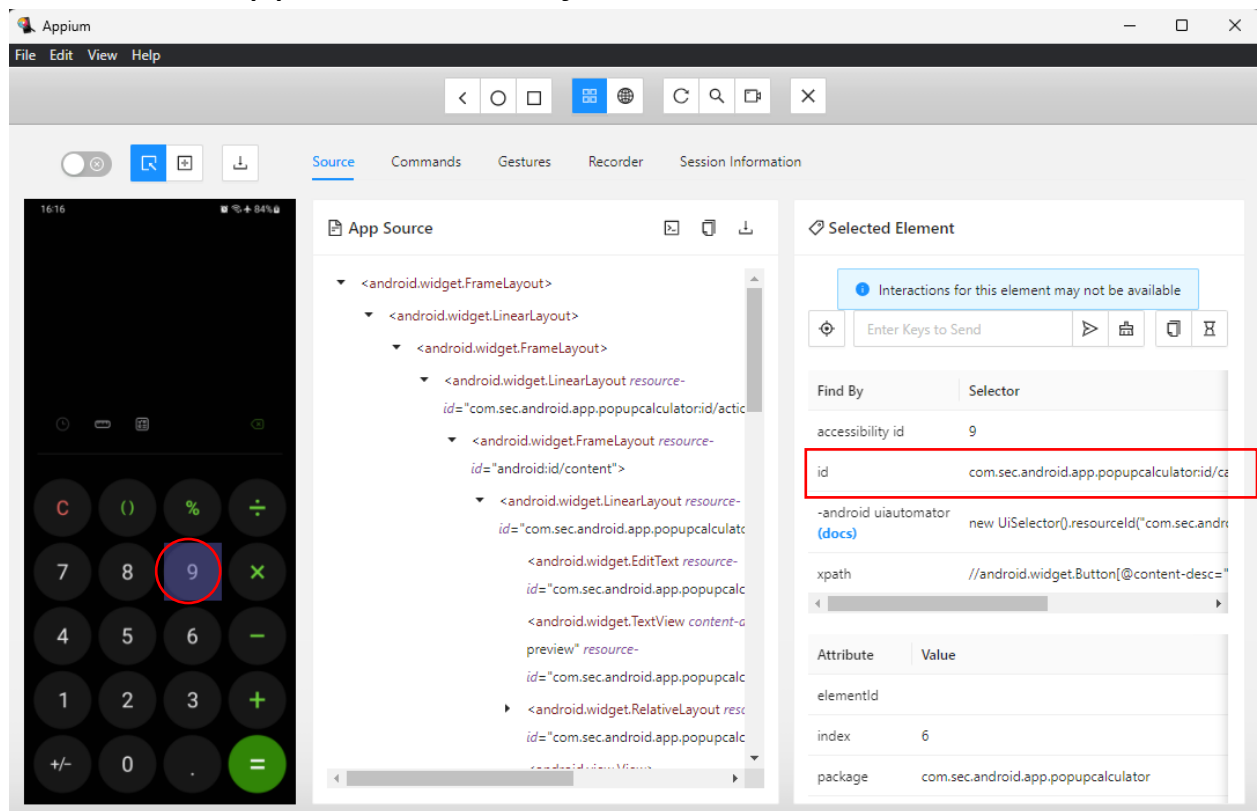 Appium
File Edit View Help
Source Commands Gestures Recorder Session Information
16:16 84%
C () % ÷
7 8 9 ×
4 5 6 −
1 2 3 +
+/- 0 . =
App Source
<android.widget.FrameLayout>
<android.widget.LinearLayout>
<android.widget.FrameLayout>
<android.widget.LinearLayout resource-
id="com.sec.android.app.popupcalculator:id/actio
<android.widget.FrameLayout resource-
id="android:id/content">
<android.widget.LinearLayout resource-
id="com.sec.android.app.popupcalculato
<android.widget.EditText resource-
id="com.sec.android.app.popupcalc
<android.widget.TextView content-d
preview" resource-
id="com.sec.android.app.popupcalc
<android.widget.RelativeLayout reso
id="com.sec.android.app.popupcalc
<android.view.View>
Selected Element
Interactions for this element may not be available
Enter Keys to Send
Find By Selector
accessibility id 9
id com.sec.android.app.popupcalculator:id/ca
-android uiautomator
(docs) new UiSelector().resourceId("com.sec.andro
xpath //android.widget.Button[@content-desc="
Attribute Value
elementId
index 6
package com.sec.android.app.popupcalculator